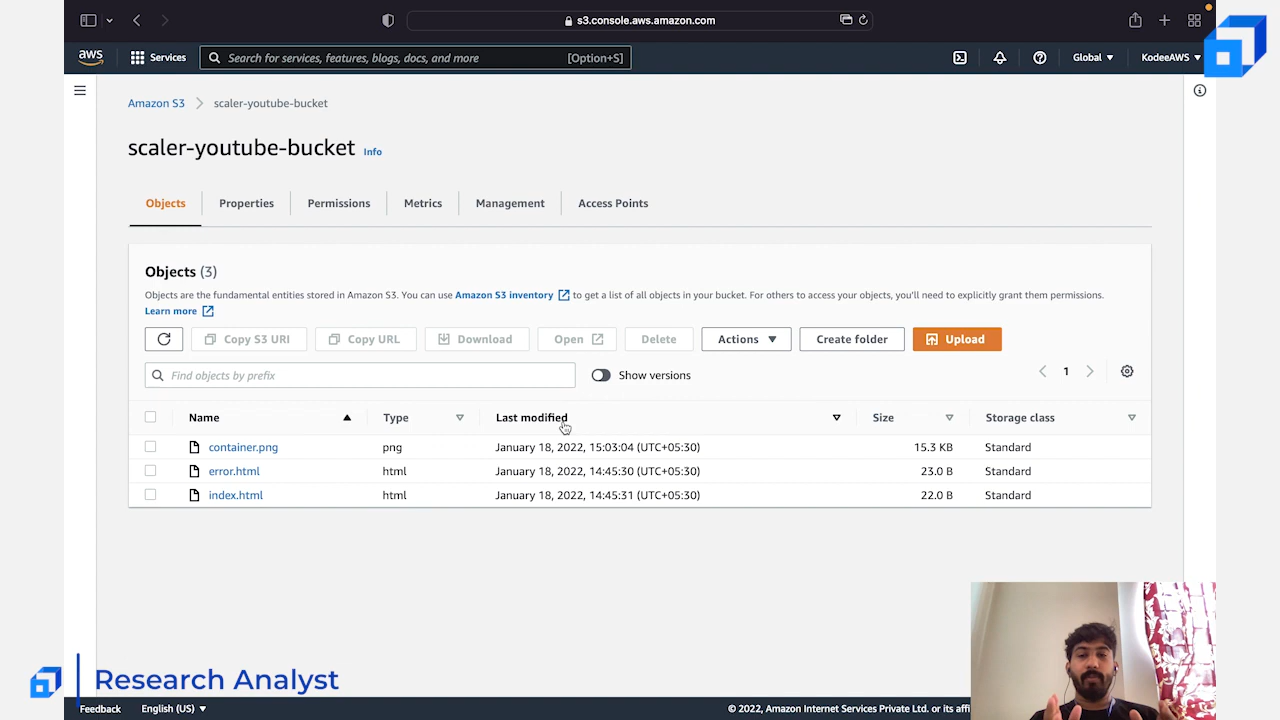 s3.console.aws.amazon.com
aws
Services
Search for services, features, blogs, docs, and more
[Option+S]
Global
KodeeAWS
Amazon S3
scaler-youtube-bucket
scaler-youtube-bucket
Info
Objects
Properties
Permissions
Metrics
Management
Access Points
Objects (3)
Objects are the fundamental entities stored in Amazon S3. You can use Amazon S3 inventory to get a list of all objects in your bucket. For others to access your objects, you'll need to explicitly grant them permissions.
Learn more
Copy S3 URI
Copy URL
Download
Open
Delete
Actions
Create folder
Upload
Find objects by prefix
Show versions
1
Name
Type
Last modified
Size
Storage class
container.png
png
January 18, 2022, 15:03:04 (UTC+05:30)
15.3 KB
Standard
error.html
html
January 18, 2022, 14:45:30 (UTC+05:30)
23.0 B
Standard
index.html
html
January 18, 2022, 14:45:31 (UTC+05:30)
22.0 B
Standard
Research Analyst
Feedback
English (US)
© 2022, Amazon Internet Services Private Ltd. or its affi